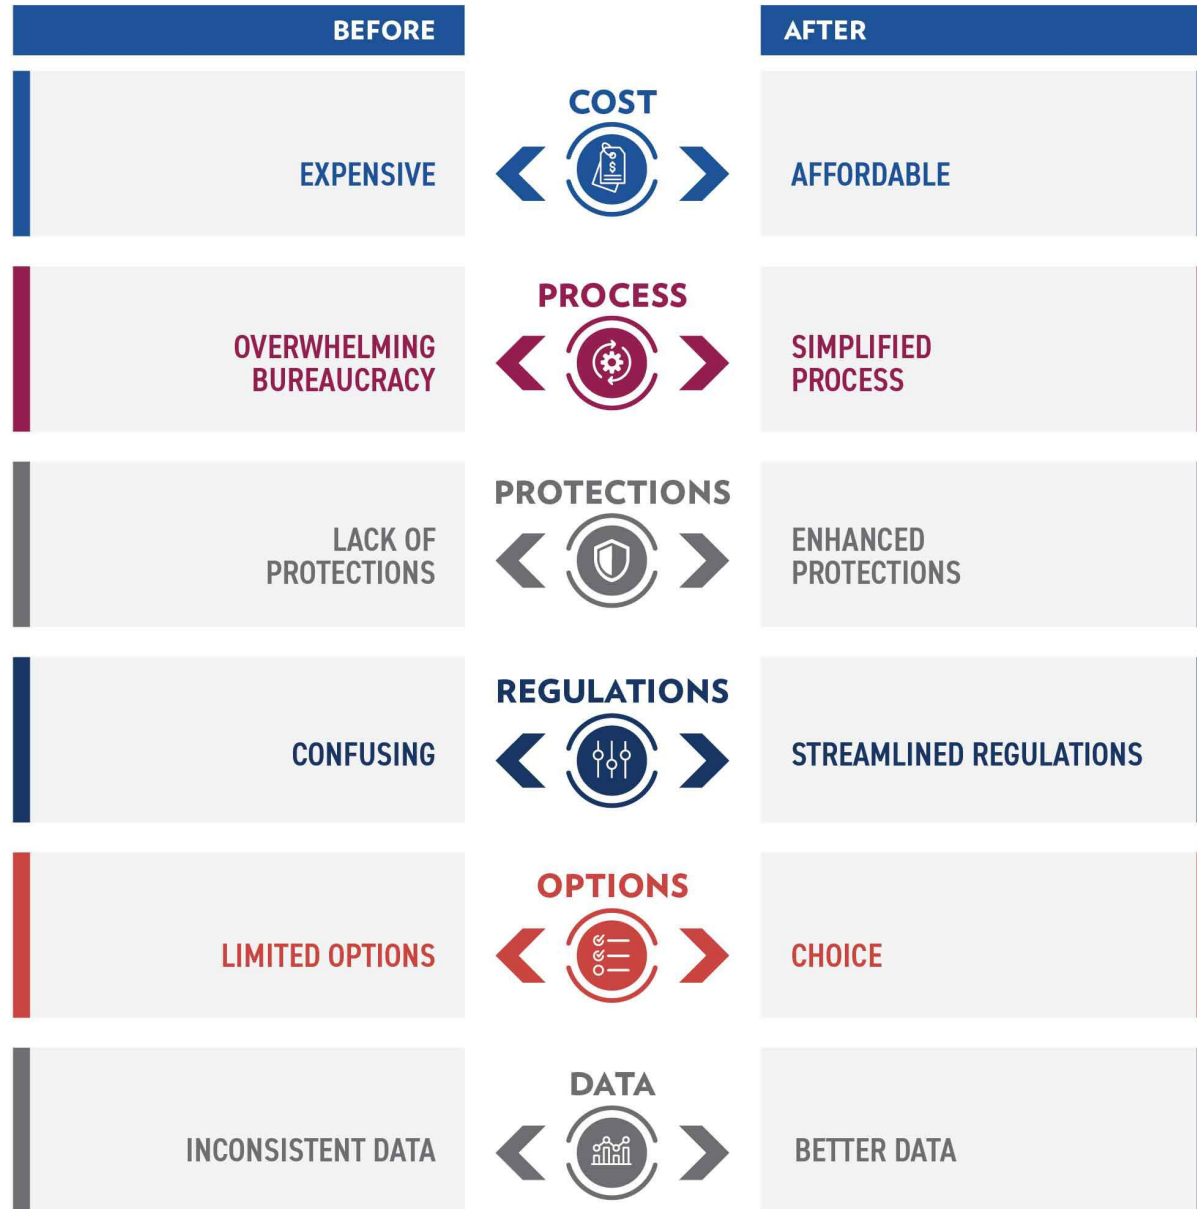 BEFORE
AFTER
COST
EXPENSIVE
$
AFFORDABLE
PROCESS
OVERWHELMING
BUREAUCRACY
SIMPLIFIED
PROCESS
PROTECTIONS
LACK OF
PROTECTIONS
ENHANCED
PROTECTIONS
REGULATIONS
CONFUSING
STREAMLINED REGULATIONS
OPTIONS
LIMITED OPTIONS
CHOICE
DATA
INCONSISTENT DATA
BETTER DATA